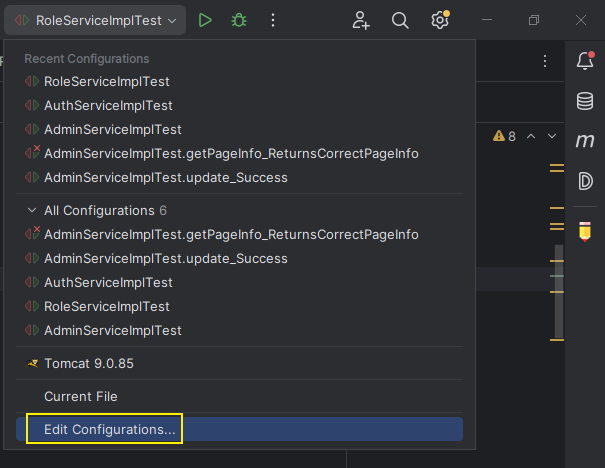 RoleServiceImplTest
Recent Configurations
RoleServiceImplTest
AuthServiceImplTest
AdminServiceImplTest
8
AdminServiceImplTest.getPageInfo_ReturnsCorrectPageInfo
AdminServiceImplTest.update_Success
All Configurations 6
AdminServiceImplTest.getPageInfo_ReturnsCorrectPageInfo
AdminServiceImplTest.update_Success
AuthServiceImplTest
RoleServiceImplTest
AdminServiceImplTest
Tomcat 9.0.85
Current File
Edit Configurations...